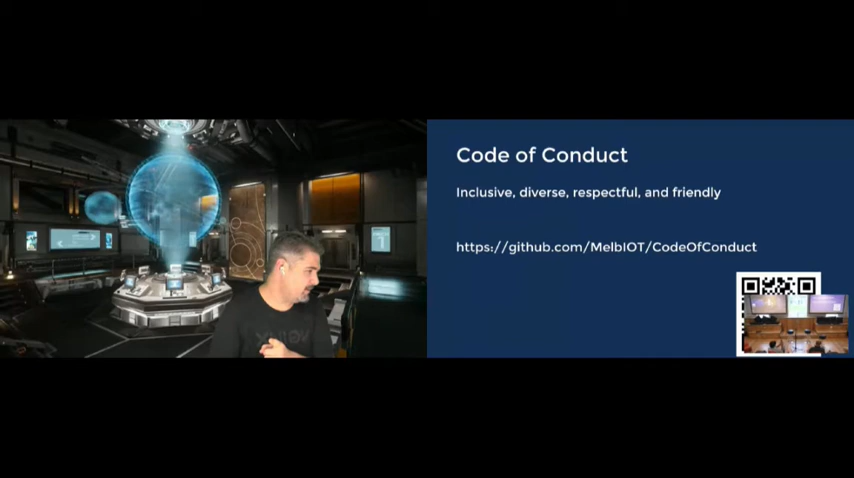 Code of Conduct
Inclusive, diverse, respectful, and friendly
https://github.com/MelbIOT/CodeOfConduct